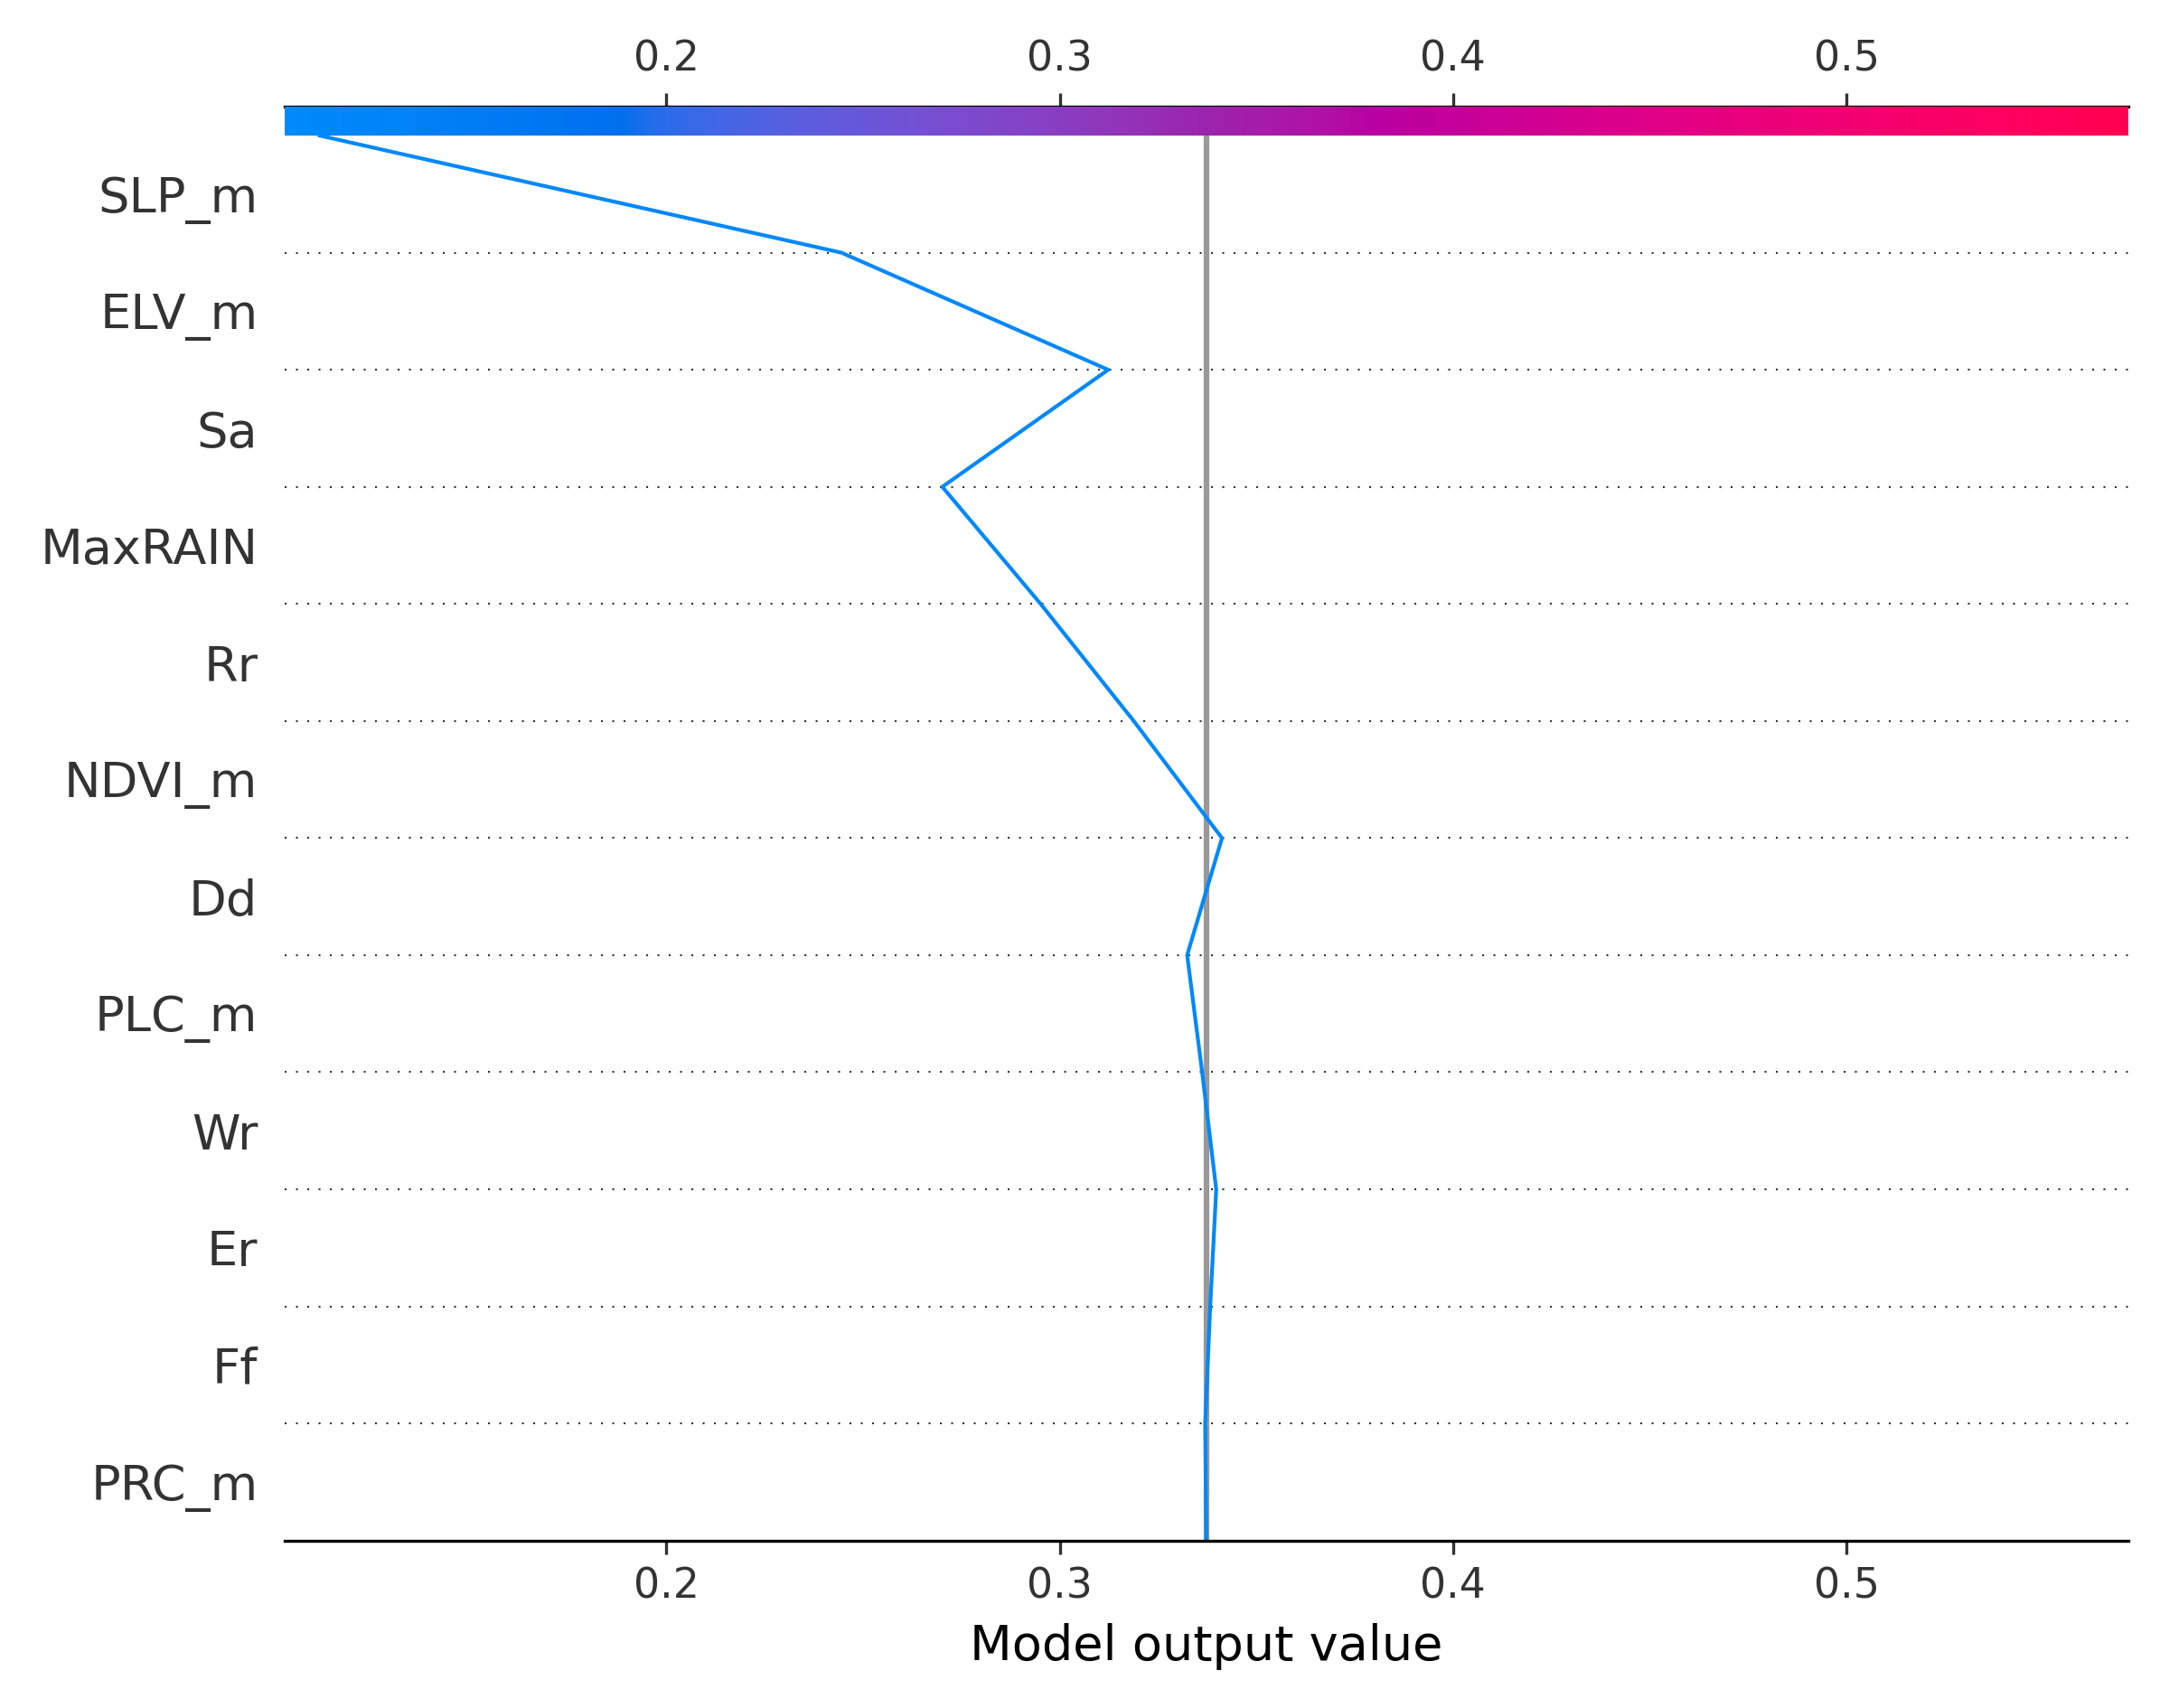 0.2 0.3 0.4 0.5
SLP_m
ELV_m
Sa
MaxRAIN
Rr
NDVI_m
Dd
PLC_m
Wr
Er
Ff
PRC_m
0.2 0.3 0.4 0.5
Model output value